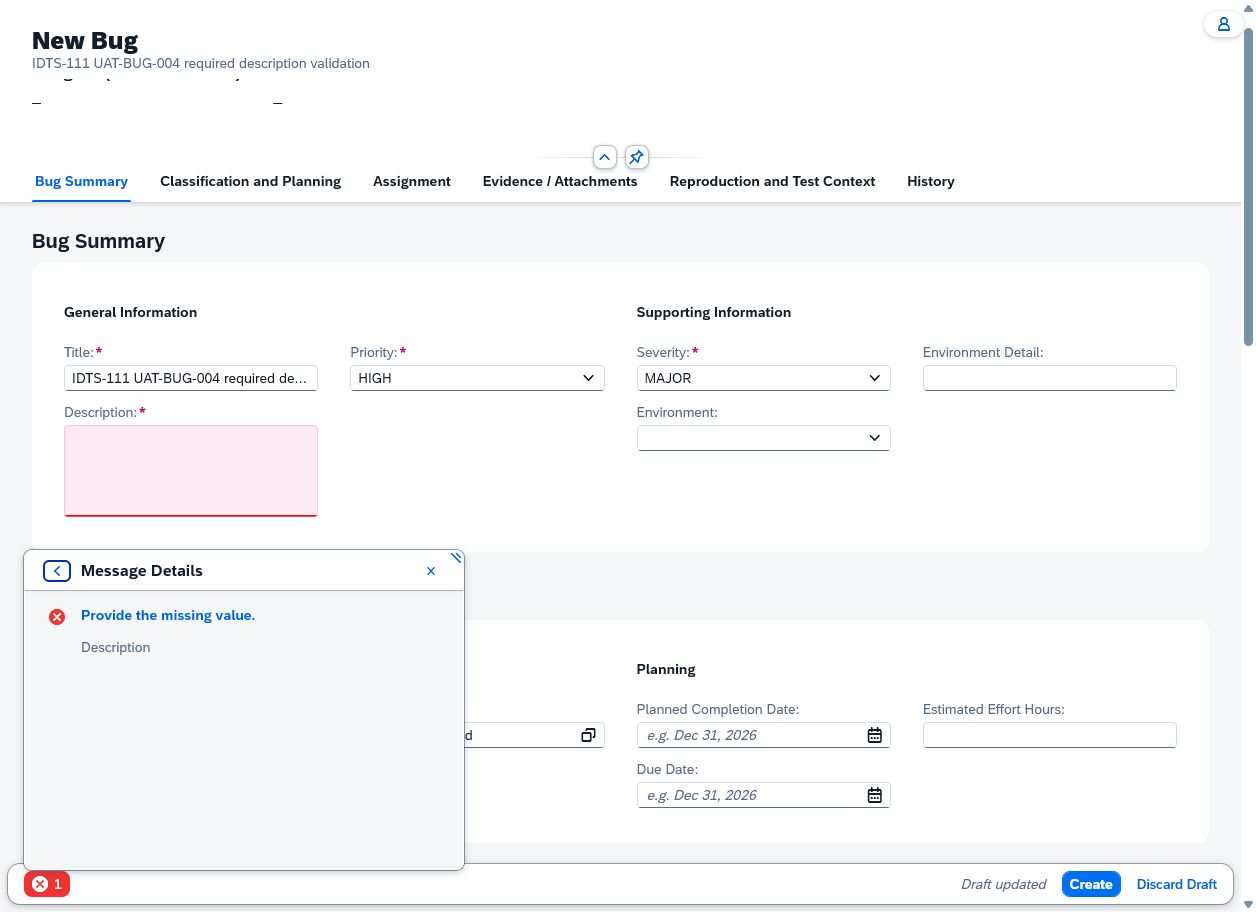 New Bug
IDTS-111 UAT-BUG-004 required description validation
–
–
Bug Summary
Classification and Planning
Assignment
Evidence / Attachments
Reproduction and Test Context
History
Bug Summary
General Information
Supporting Information
Title:*
Priority:*
Severity:*
Environment Detail:
IDTS-111 UAT-BUG-004 required de...
HIGH
MAJOR
Description:*
Environment:
Message Details
Provide the missing value.
Description
Planning
Planned Completion Date:
Estimated Effort Hours:
d
e.g. Dec 31, 2026
Due Date:
e.g. Dec 31, 2026
1
Draft updated
Create
Discard Draft